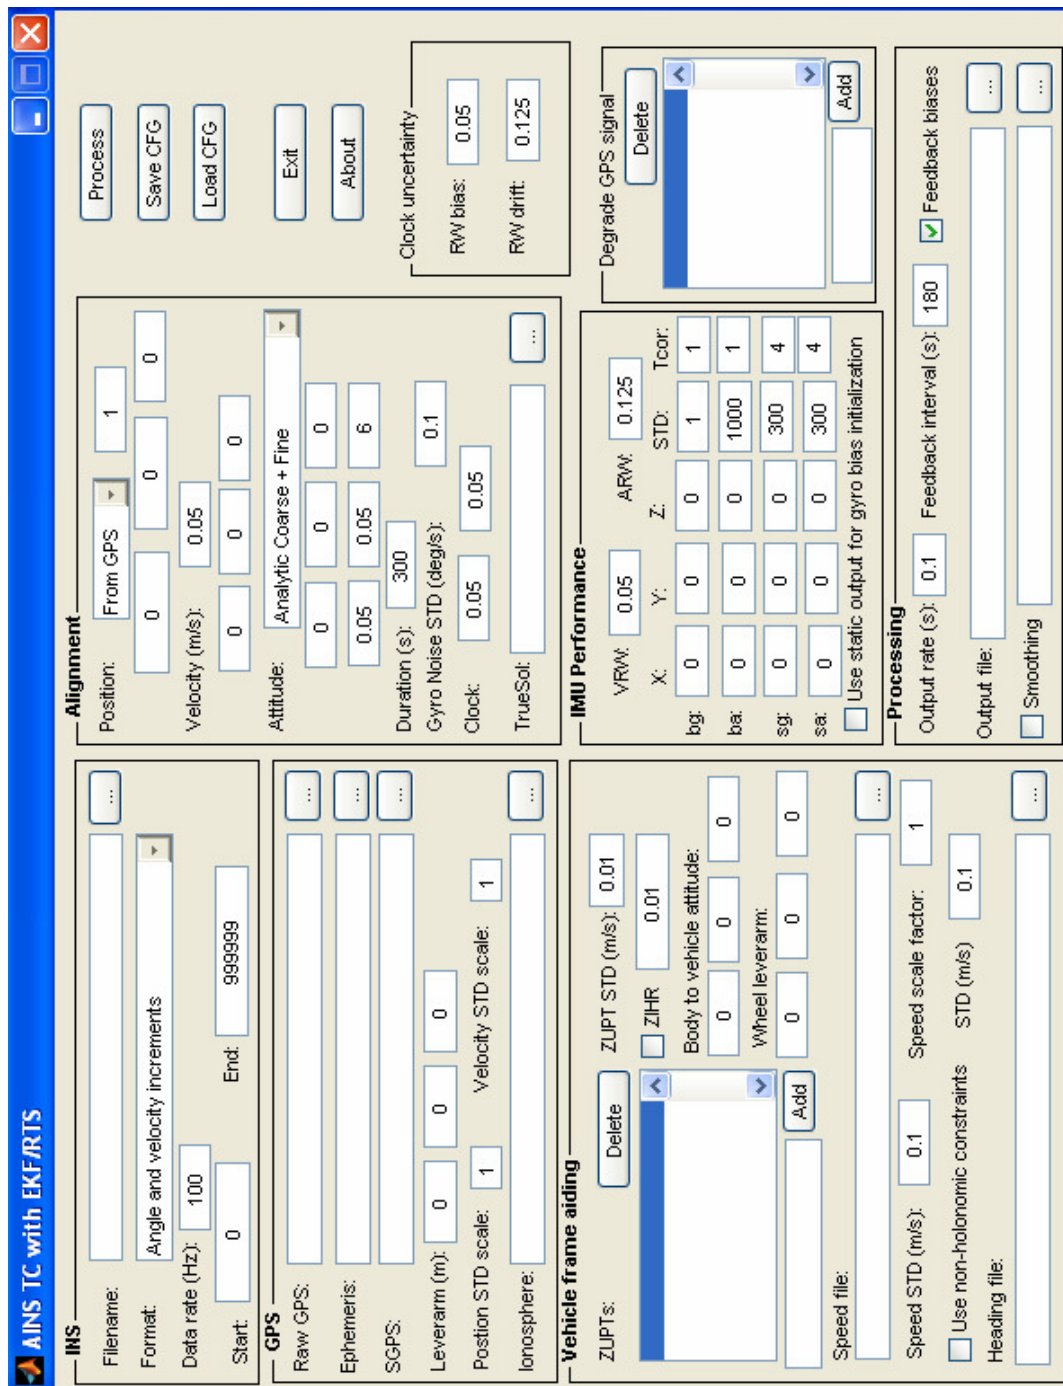 AINS TC with EKF/RTS
INS
Filename:
...
Format:
Angle and velocity increments
Data rate (Hz):
100
Start:
0
End:
999999
GPS
Raw GPS:
...
Ephemeris:
...
SGPS:
...
Leverarm (m):
0
0
0
Postion STD scale:
1
Velocity STD scale:
1
Ionosphere:
...
Vehicle frame aiding
ZUPTs:
Delete
ZUPT STD (m/s):
0.01
ZIHR
0.01
Body to vehicle attitude:
0
0
0
Wheel leverarm:
Add
0
0
0
Speed file:
...
Speed STD (m/s):
0.1
Speed scale factor:
1
Use non-holonomic constraints
STD (m/s)
0.1
Heading file:
...
Alignment
Position:
From GPS
1
0
0
0
Velocity (m/s):
0.05
0
0
0
Attitude:
Analytic Coarse + Fine
0
0
0
0.05
0.05
6
Duration (s):
300
Gyro Noise STD (deg/s):
0.1
Clock:
0.05
0.05
TrueSol:
...
IMU Performance
VRW:
0.05
ARW:
0.125
X:
Y:
Z:
STD:
Tcor:
bg:
0
0
0
1
1
ba:
0
0
0
1000
1
sg:
0
0
0
300
4
sa:
0
0
0
300
4
Use static output for gyro bias initialization
Processing
Output rate (s):
0.1
Feedback interval (s):
180
Feedback biases
Output file:
...
Smoothing
...
Process
Save CFG
Load CFG
Exit
About
Clock uncertainty
RW bias:
0.05
RW drift:
0.125
Degrade GPS signal
Delete
Add